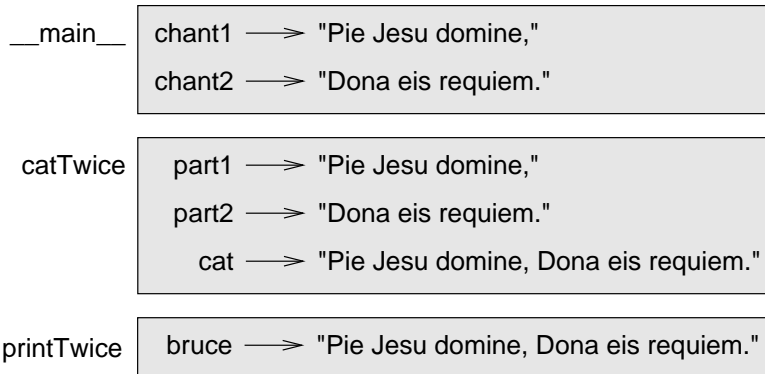 __main__ chant1 "Pie Jesu domine,"
chant2 "Dona eis requiem."
catTwice part1 "Pie Jesu domine,"
part2 "Dona eis requiem."
cat "Pie Jesu domine, Dona eis requiem."
printTwice bruce "Pie Jesu domine, Dona eis requiem."